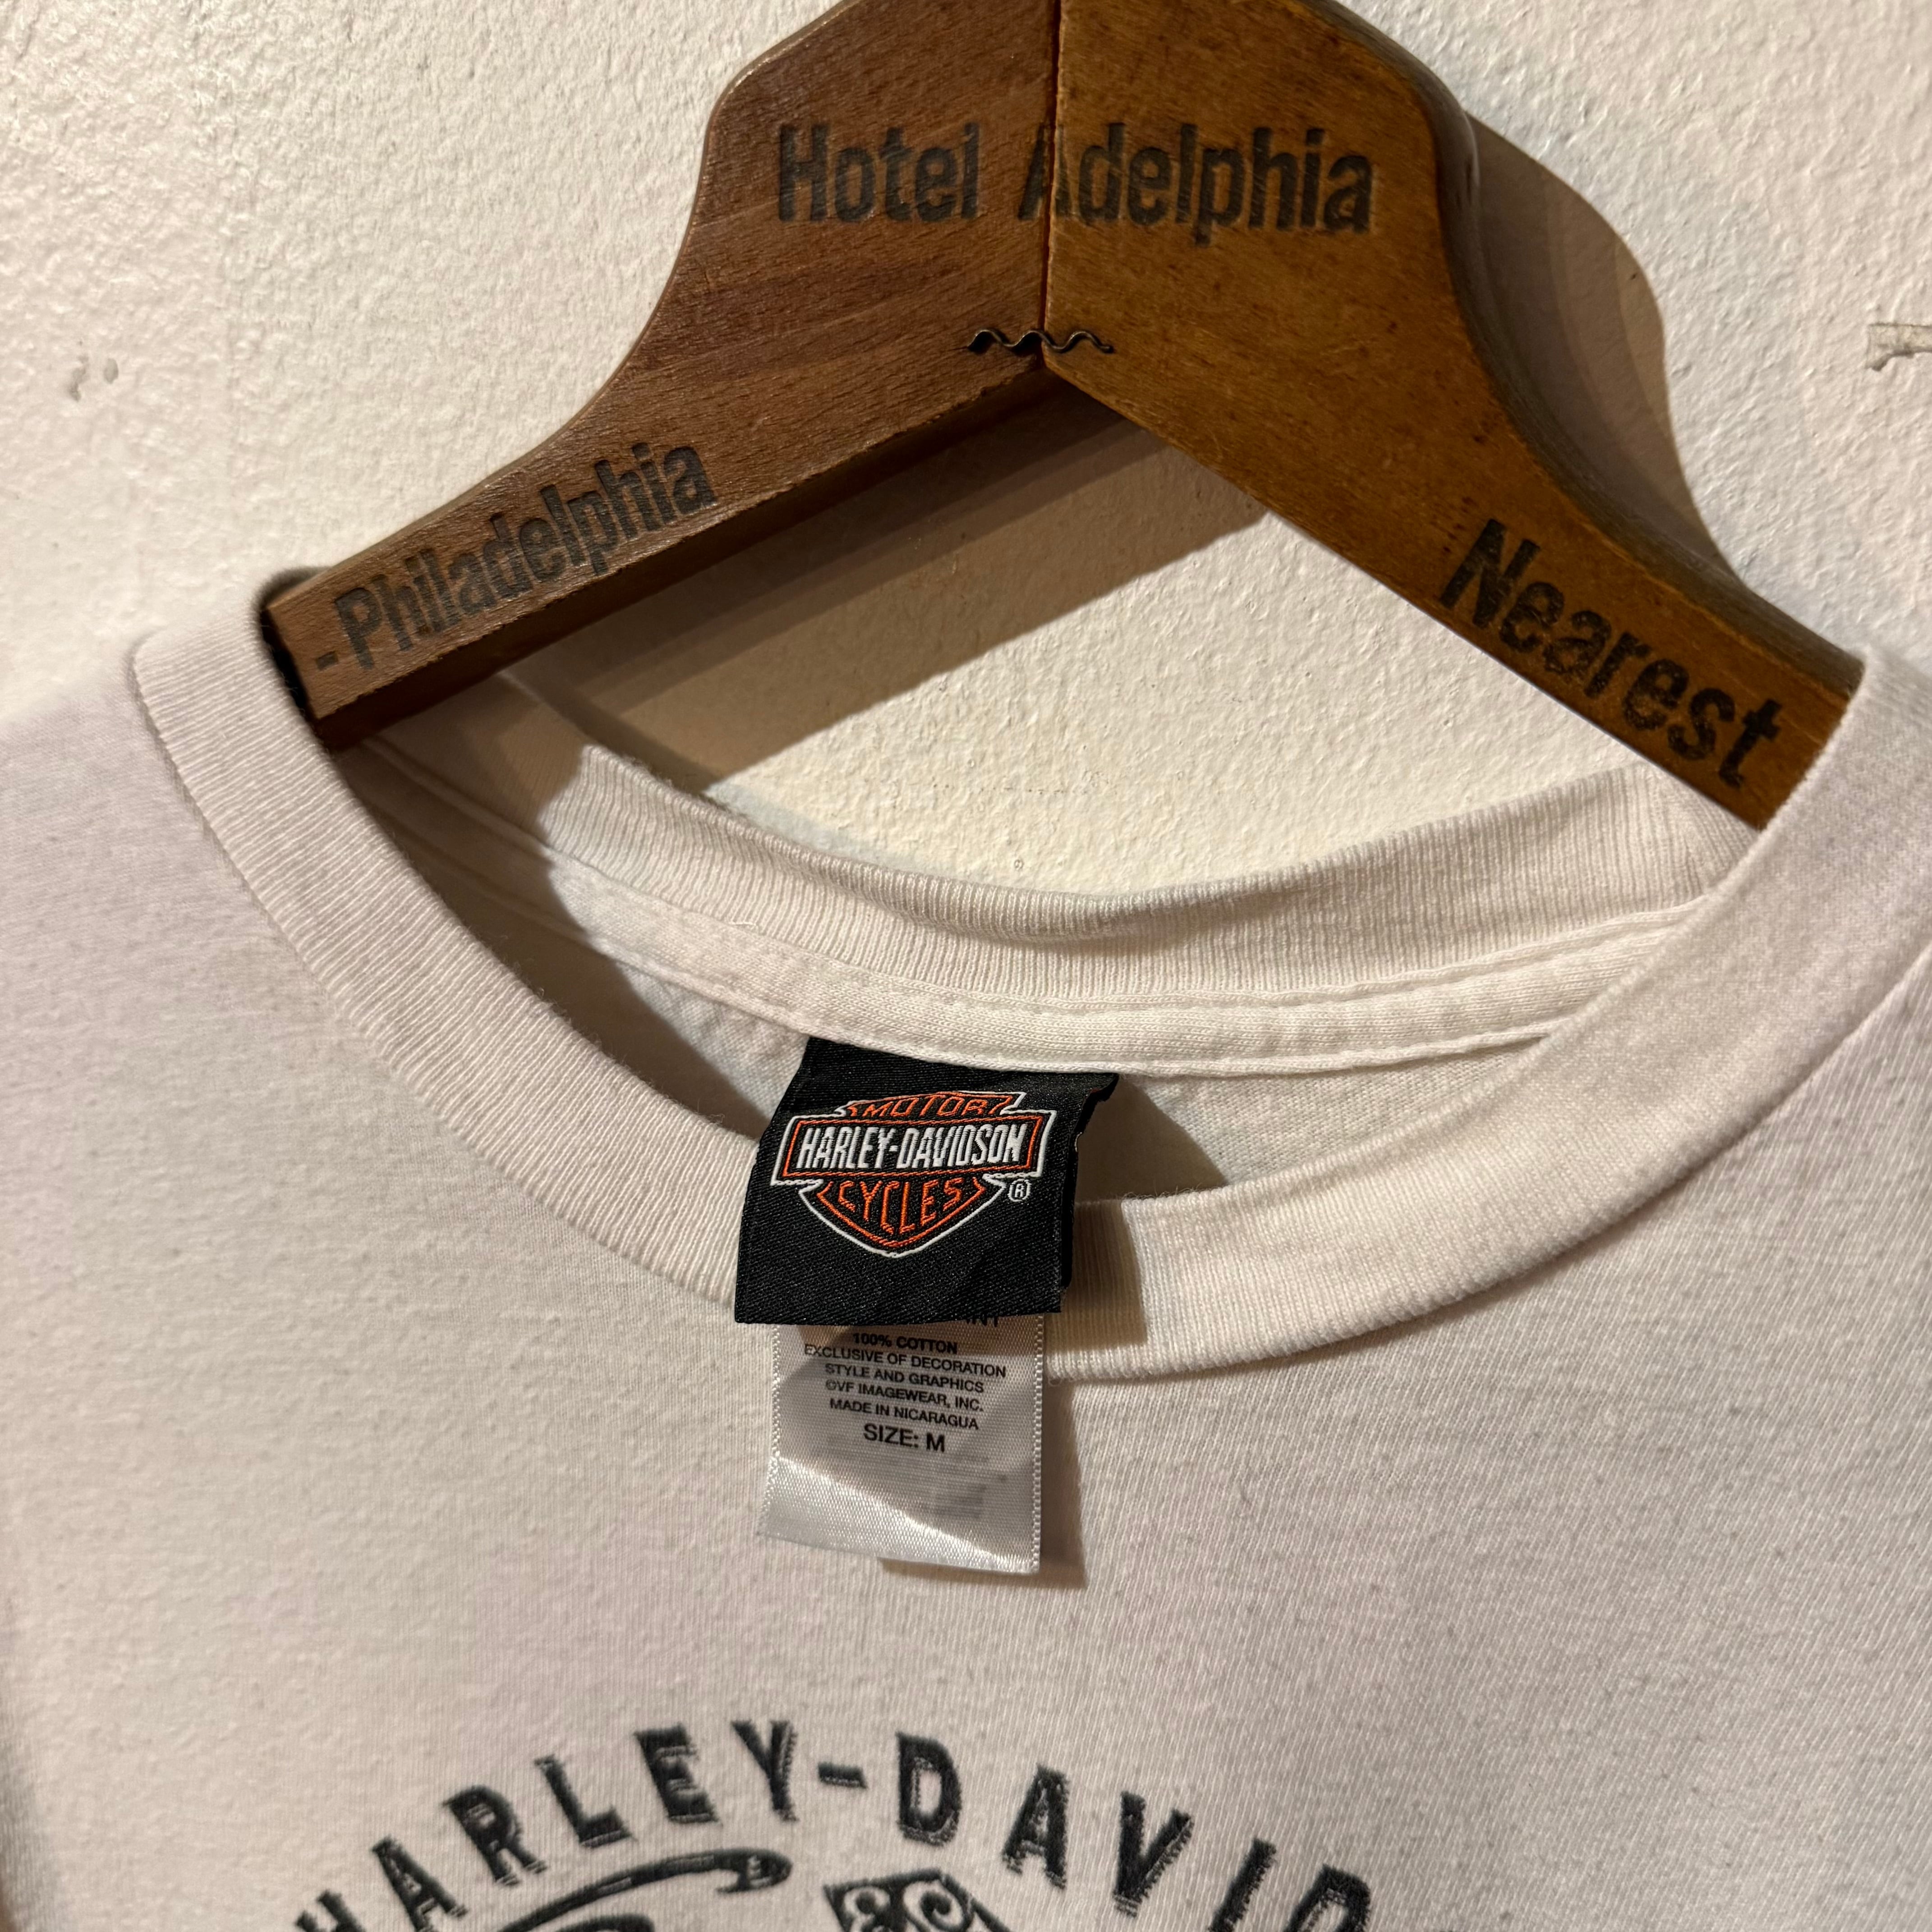 Hotel Adelphia
-Philadelphia
Nearest
MOTOR
HARLEY-DAVIDSON
CYCLES
®
100% COTTON
EXCLUSIVE OF DECORATION
STYLE AND GRAPHICS
©VF IMAGEWEAR, INC.
MADE IN NICARAGUA
SIZE: M
HARLEY-DAVID